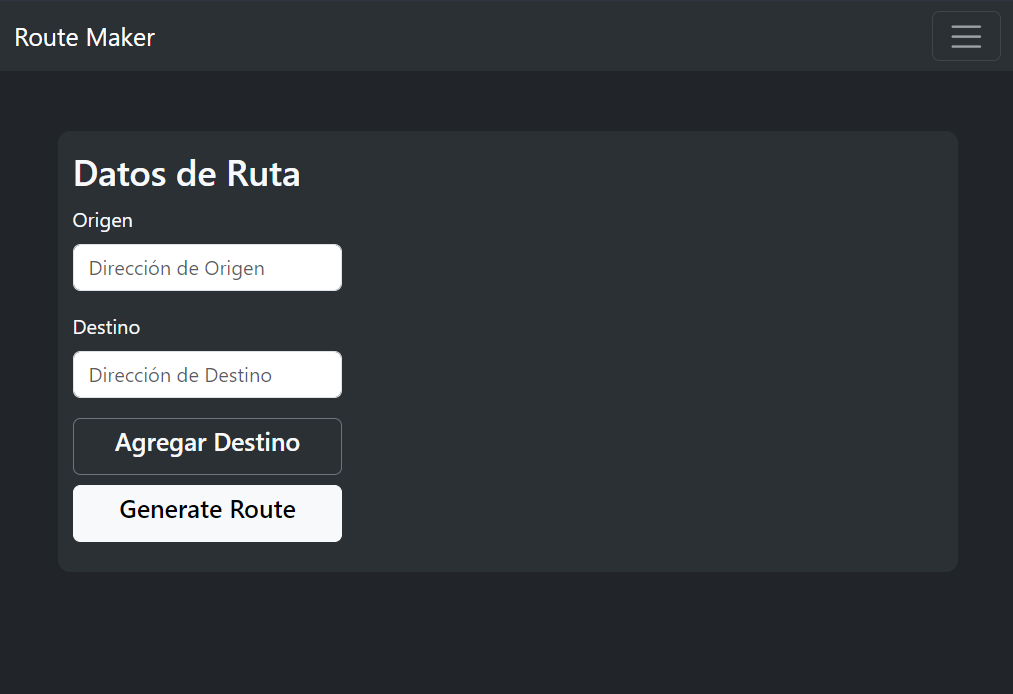 Route Maker
Datos de Ruta
Origen
Dirección de Origen
Destino
Dirección de Destino
Agregar Destino
Generate Route